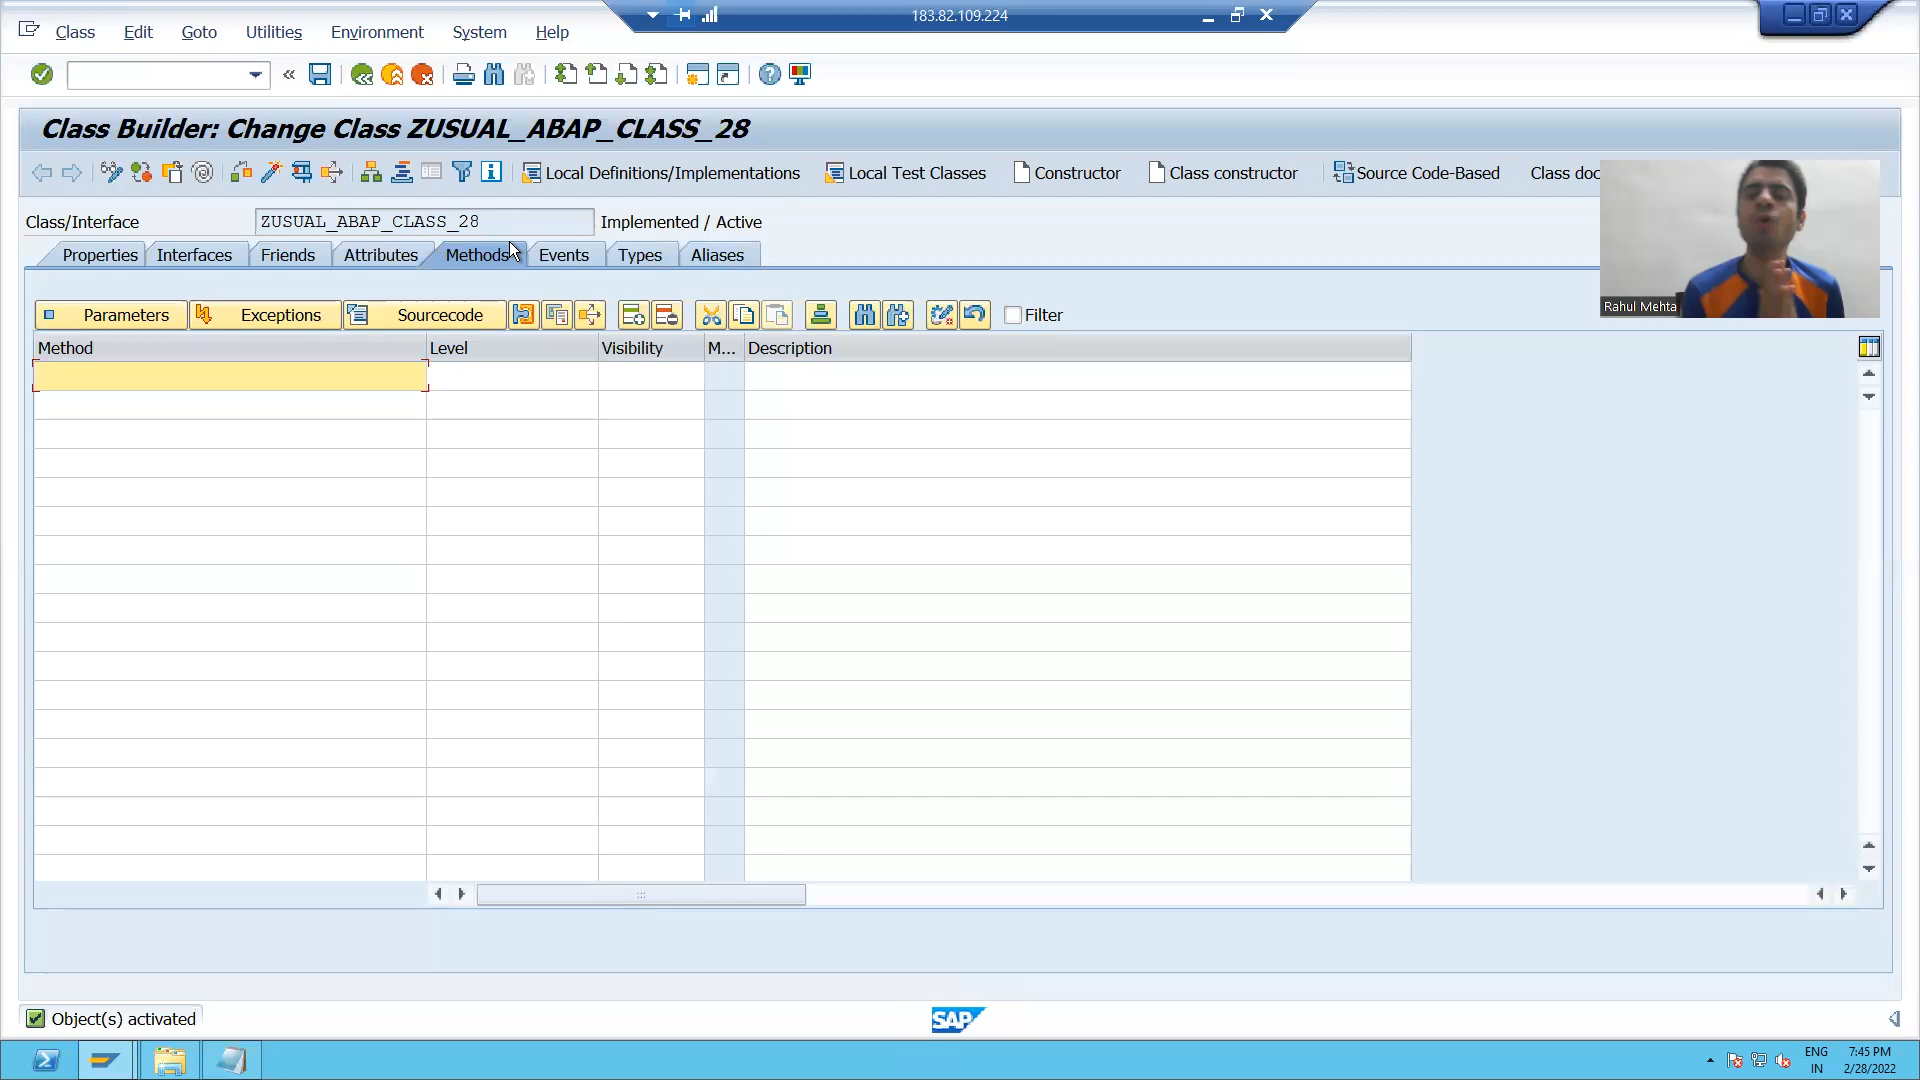 183.82.109.224
Class Edit Goto Utilities Environment System Help
Class Builder: Change Class ZUSUAL_ABAP_CLASS_28
Local Definitions/Implementations Local Test Classes Constructor Class constructor Source Code-Based Class doc
Class/Interface ZUSUAL_ABAP_CLASS_28 Implemented / Active
Properties Interfaces Friends Attributes Methods Events Types Aliases
Rahul Mehta
Parameters Exceptions Sourcecode Filter
Method Level Visibility M... Description
Object(s) activated
SAP
ENG 7:45 PM
IN 2/28/2022